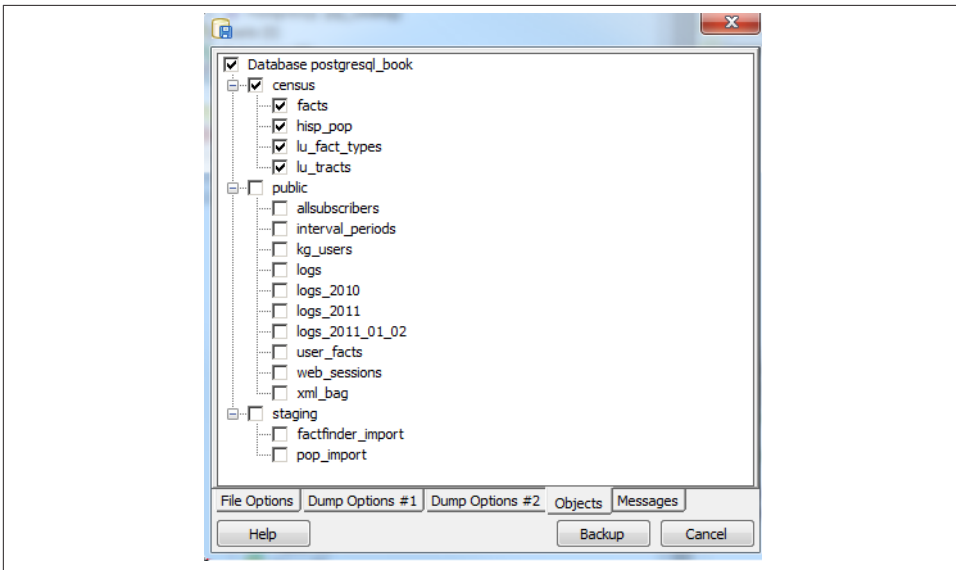 Database postgresql_book
census
facts
hisp_pop
lu_fact_types
lu_tracts
public
allsubscribers
interval_periods
kg_users
logs
logs_2010
logs_2011
logs_2011_01_02
user_facts
web_sessions
xml_bag
staging
factfinder_import
pop_import
File Options Dump Options #1 Dump Options #2 Objects Messages
Help Backup Cancel